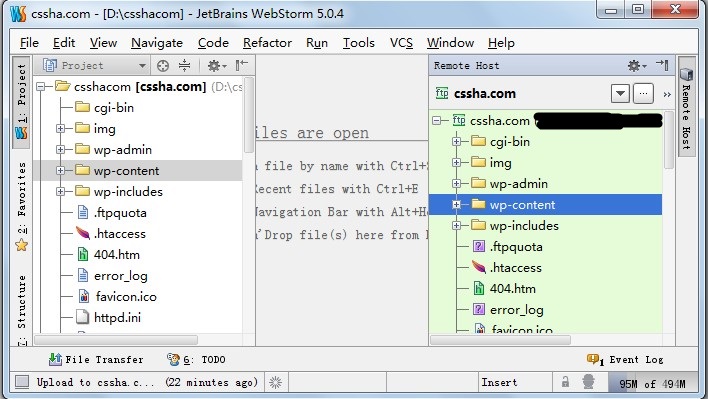 cssha.com - [D:\csshacom] - JetBrains WebStorm 5.0.4
File Edit View Navigate Code Refactor Run Tools VCS Window Help
1: Project
2: Favorites
7: Structure
Project
csshacom [cssha.com] (D:\cs
cgi-bin
img
wp-admin
wp-content
wp-includes
.ftpquota
.htaccess
404.htm
error_log
favicon.ico
httpd.ini
iles are open
file by name with Ctrl+
Recent files with Ctrl+E
Navigation Bar with Alt+Ho
Drop file(s) here from
Remote Host
ftp cssha.com
ftp cssha.com
cgi-bin
img
wp-admin
wp-content
wp-includes
.ftpquota
.htaccess
404.htm
error_log
favicon.ico
Remote Host
File Transfer 6: TODO 1 Event Log
Upload to cssha.c... (22 minutes ago) Insert 95M of 494M